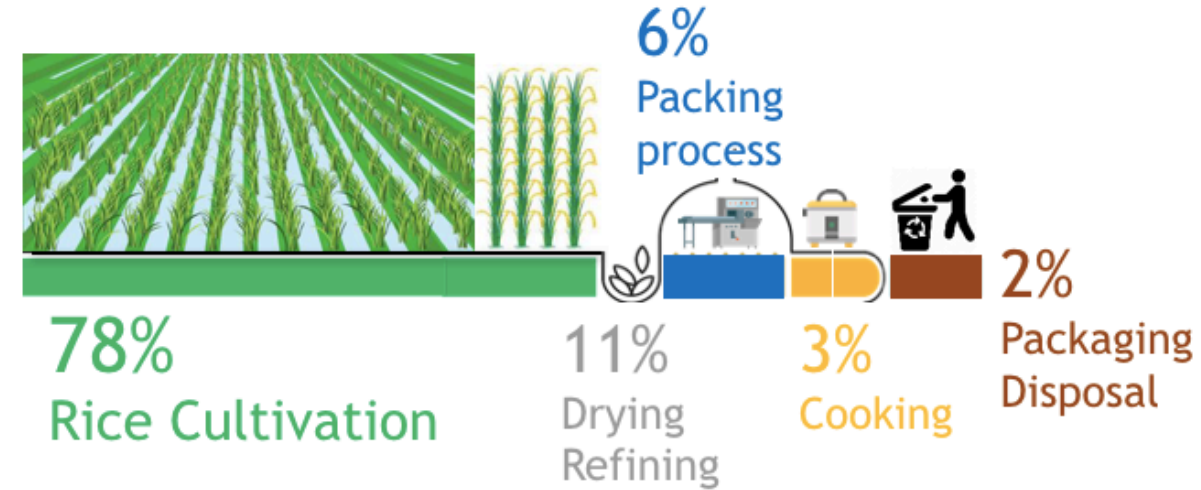 6%
Packing
process
78%
Rice Cultivation
11%
Drying
Refining
3%
Cooking
2%
Packaging
Disposal